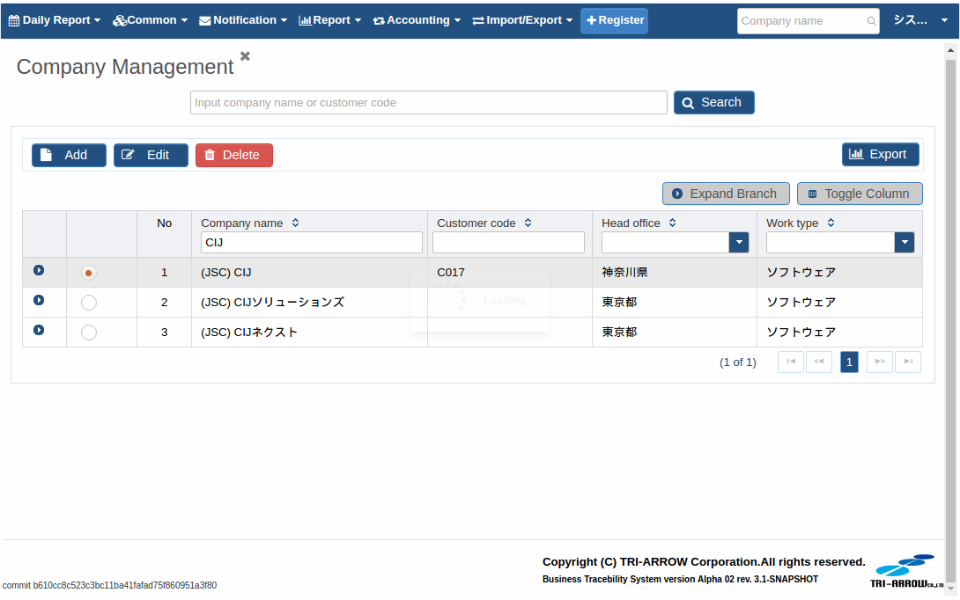 Daily Report Common Notification Report Accounting Import/Export Register Company name シス...
Company Management
Input company name or customer code Search
Add Edit Delete Export
Expand Branch Toggle Column
No Company name Customer code Head office Work type
CIJ
1 (JSC) CIJ C017 神奈川県 ソフトウェア
2 (JSC) CIJソリューションズ 東京都 ソフトウェア
Loading...
3 (JSC) CIJネクスト 東京都 ソフトウェア
(1 of 1) 1
Copyright (C) TRI-ARROW Corporation.All rights reserved.
Business Tracebility System version Alpha 02 rev. 3.1-SNAPSHOT
TRI-ARROW Co.,LTD
commit b610cc8c523c3bc11ba41fafad75f860951a3f80